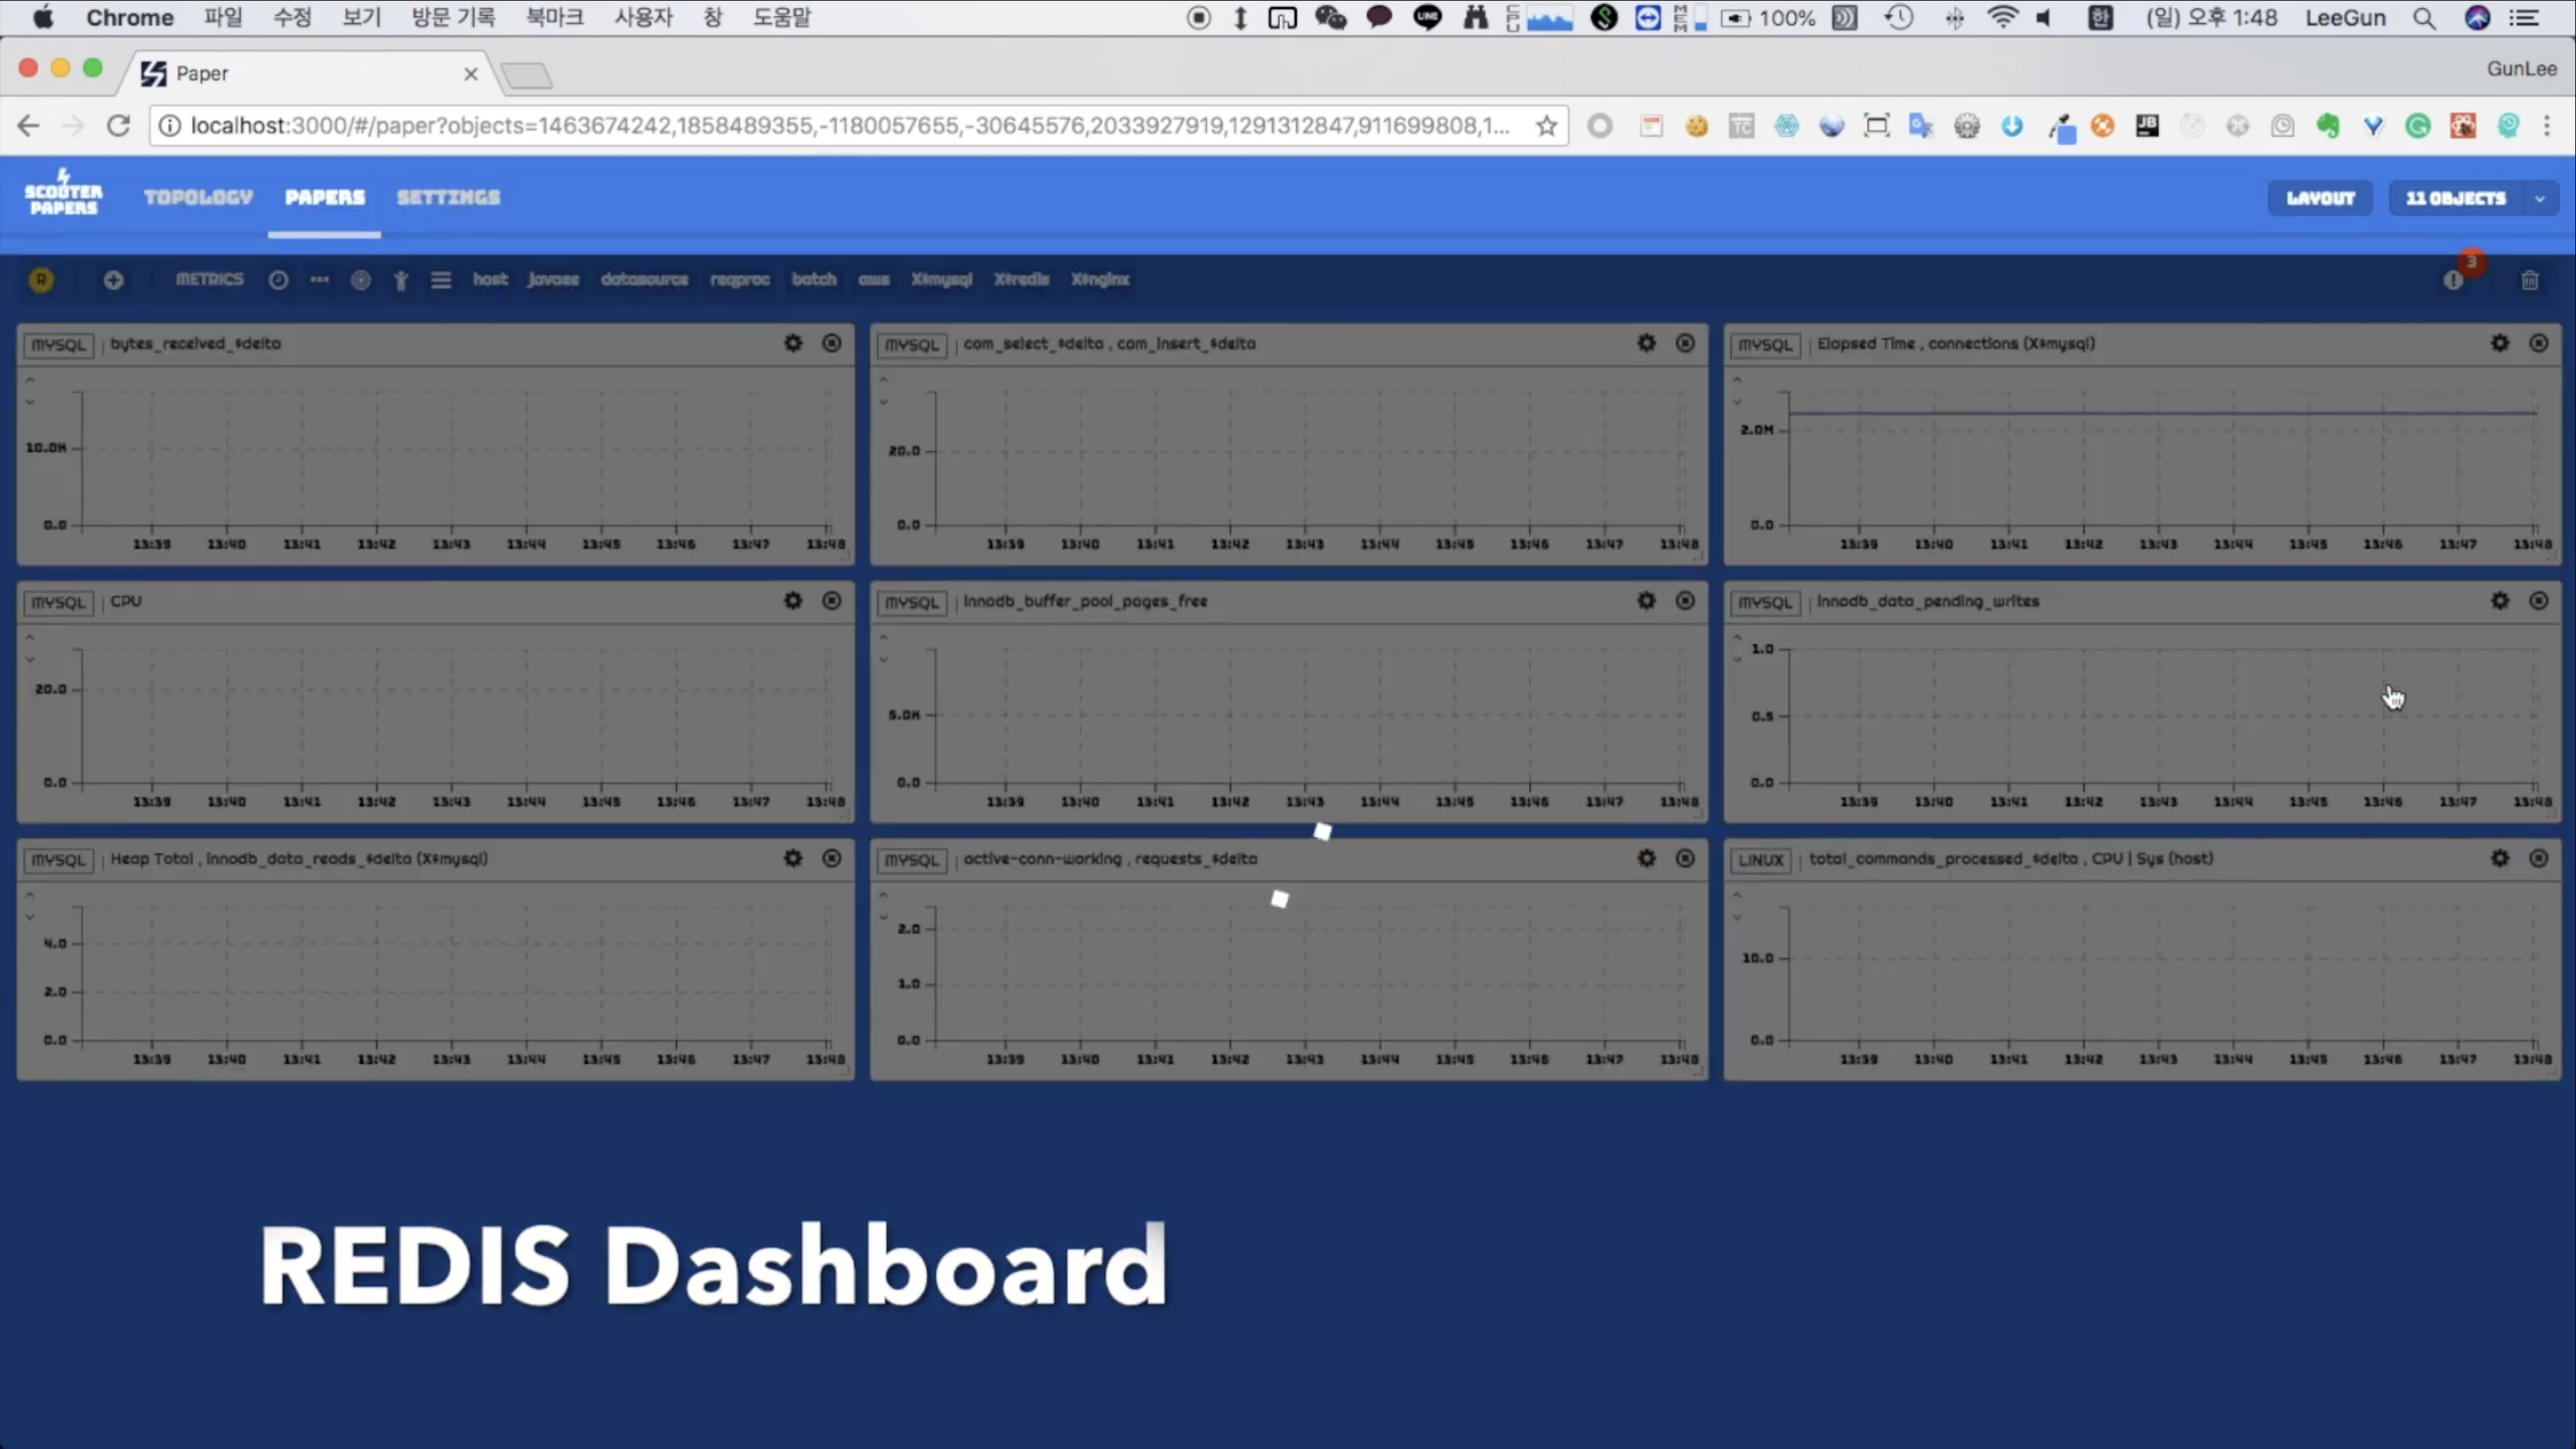 Chrome 파일 수정 보기 방문 기록 북마크 사용자 창 도움말 LINE CPU MEM 100% 한 (일) 오후 1:48 LeeGun
Paper GunLee
localhost:3000/#/paper?objects=1463674242,1858489355,-1180057655,-30645576,2033927919,1291312847,911699808,1... TC JB
SCOUTER
PAPERS
TOPOLOGY PAPERS SETTINGS LAYOUT 11 OBJECTS
R METRICS host javaee datasource reqproc batch aws X$mysql X$redis X$nginx 3
MYSQL | bytes_received_$delta
10.0K
0.0
13:39 13:40 13:41 13:42 13:43 13:44 13:45 13:46 13:47 13:48
MYSQL | com_select_$delta , com_insert_$delta
20.0
0.0
13:39 13:40 13:41 13:42 13:43 13:44 13:45 13:46 13:47 13:48
MYSQL | Elapsed Time , connections (X$mysql)
2.0M
0.0
13:39 13:40 13:41 13:42 13:43 13:44 13:45 13:46 13:47 13:48
MYSQL | CPU
20.0
0.0
13:39 13:40 13:41 13:42 13:43 13:44 13:45 13:46 13:47 13:48
MYSQL | innodb_buffer_pool_pages_free
5.0K
0.0
13:39 13:40 13:41 13:42 13:43 13:44 13:45 13:46 13:47 13:48
MYSQL | innodb_data_pending_writes
1.0
0.5
0.0
13:39 13:40 13:41 13:42 13:43 13:44 13:45 13:46 13:47 13:48
MYSQL | Heap Total , innodb_data_reads_$delta (X$mysql)
4.0
2.0
0.0
13:39 13:40 13:41 13:42 13:43 13:44 13:45 13:46 13:47 13:48
MYSQL | active-conn-working , requests_$delta
2.0
1.0
0.0
13:39 13:40 13:41 13:42 13:43 13:44 13:45 13:46 13:47 13:48
LINUX | total_commands_processed_$delta , CPU | Sys (host)
10.0
0.0
13:39 13:40 13:41 13:42 13:43 13:44 13:45 13:46 13:47 13:48
REDIS Dashboard